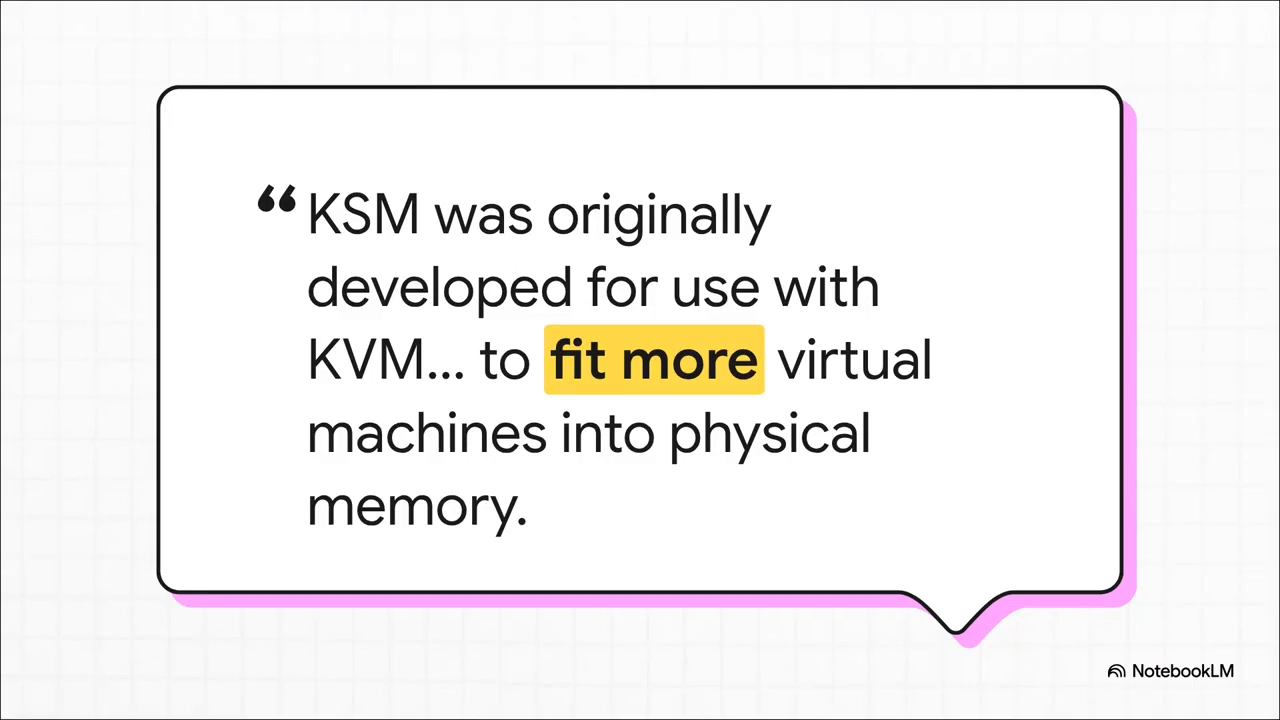 “KSM was originally
developed for use with
KVM... to fit more virtual
machines into physical
memory.
NotebookLM